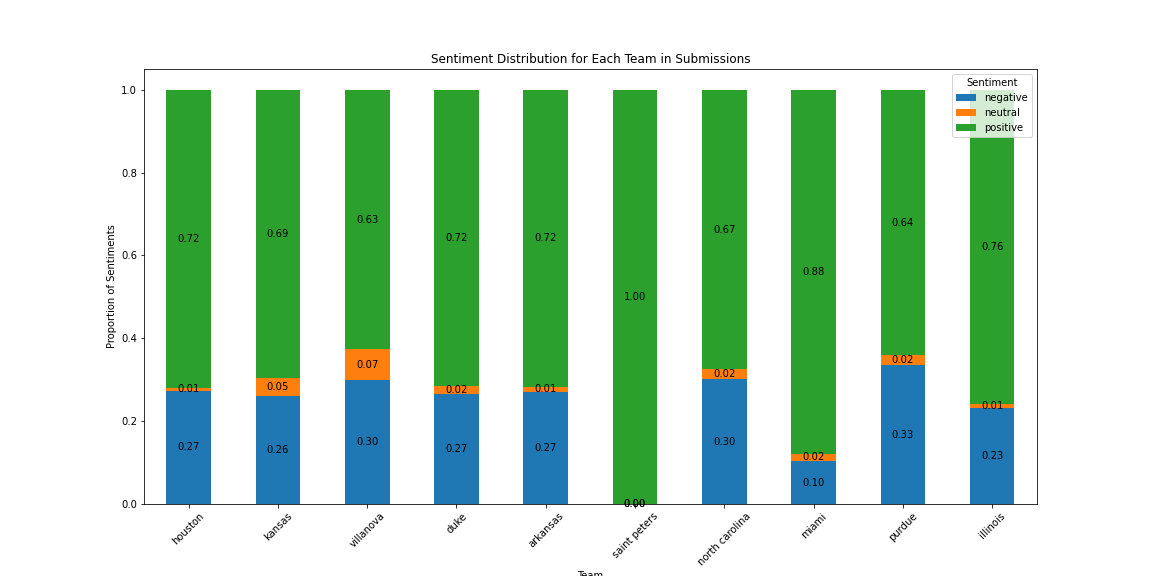 Sentiment Distribution for Each Team in Submissions
Sentiment
negative
neutral
positive
Proportion of Sentiments
1.0
0.8
0.6
0.4
0.2
0.0
0.72
0.01
0.27
0.69
0.05
0.26
0.63
0.07
0.30
0.72
0.02
0.27
0.72
0.01
0.27
1.00
0.00
0.00
0.67
0.02
0.30
0.88
0.02
0.10
0.64
0.02
0.33
0.76
0.01
0.23
houston
kansas
villanova
duke
arkansas
saint peters
north carolina
miami
purdue
illinois
Team